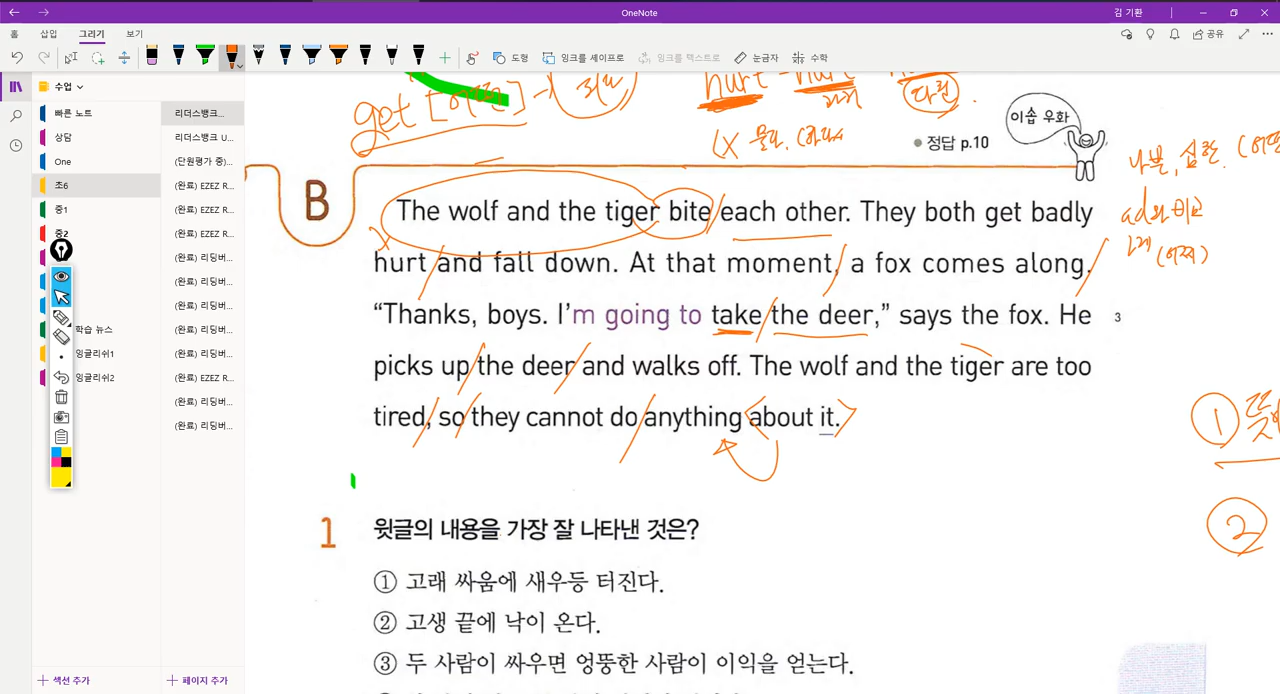 OneNote
김 기환
홈 삽입 그리기 보기
공유
도형 잉크를 셰이프로 잉크를 텍스트로 눈금자 수학
수업
빠른 노트
상담
One
초6
중1
중2
학습 뉴스
잉글리쉬1
잉글리쉬2
섹션 추가
리더스뱅크...
리더스뱅크 U...
(단원평가 중)...
(완료) EZEZ R...
(완료) EZEZ R...
(완료) EZEZ R...
(완료) 리딩버...
(완료) 리딩버...
(완료) 리딩버...
(완료) EZEZ R...
(완료) EZEZ R...
(완료) EZEZ R...
(완료) 리딩버...
(완료) 리딩버...
페이지 추가
get
hurt - hurt
과거
이솝 우화
정답 p.10
B
The wolf and the tiger bite each other. They both get badly
hurt and fall down. At that moment, a fox comes along.
“Thanks, boys. I’m going to take the deer,” says the fox. He
3
picks up the deer and walks off. The wolf and the tiger are too
tired, so they cannot do anything about it.
①
②
1 윗글의 내용을 가장 잘 나타낸 것은?
① 고래 싸움에 새우등 터진다.
② 고생 끝에 낙이 온다.
③ 두 사람이 싸우면 엉뚱한 사람이 이익을 얻는다.